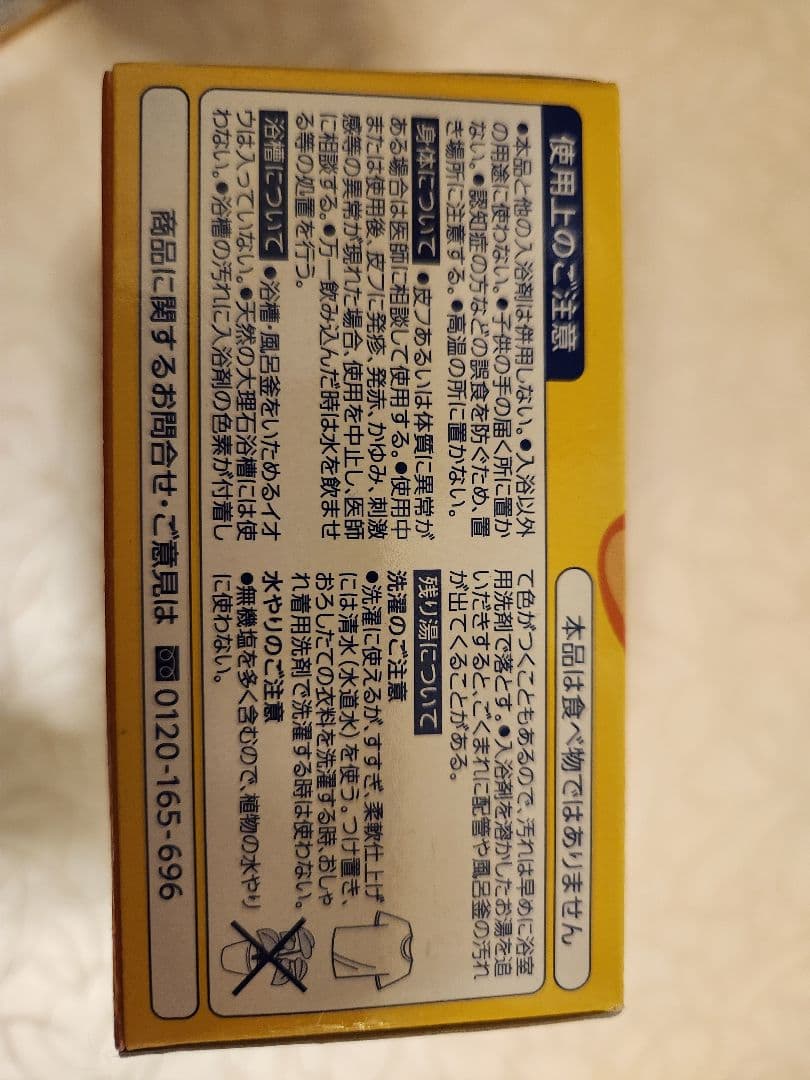 使用上のご注意
本品は食べ物ではありません
●本品と他の入浴剤は併用しない。●入浴以外
の用途に使わない。●子供の手の届く所に置か
ない。●認知症の方などの誤食を防ぐため、置
き場所に注意する。●高温の所に置かない。
身体について ●皮フあるいは体質に異常が
ある場合は医師に相談して使用する。●使用中
または使用後、皮フに発疹、発赤、かゆみ、刺激
感等の異常が現れた場合、使用を中止し、医師
に相談する。●万一飲み込んだ時は水を飲ませ
る等の処置を行う。
浴槽について ●浴槽・風呂釜をいためるイオ
ウは入っていない。●天然の大理石浴槽には使
わない。●浴槽の汚れに入浴剤の色素が付着し
て色がつくこともあるので、汚れは早めに浴室
用洗剤で落とす。●入浴剤を溶かしたお湯を追
いだきすると、ごくまれに配管や風呂釜の汚れ
が出てくることがある。
残り湯について
洗濯のご注意
●洗濯に使えるが、すすぎ、柔軟仕上げ
には清水(水道水)を使う。つけ置き、
おろしたての衣料を洗濯する時、おしゃ
れ着用洗剤で洗濯する時は使わない。
水やりのご注意
●無機塩を多く含むので、植物の水やり
に使わない。
商品に関するお問合せ・ご意見は 0120-165-696